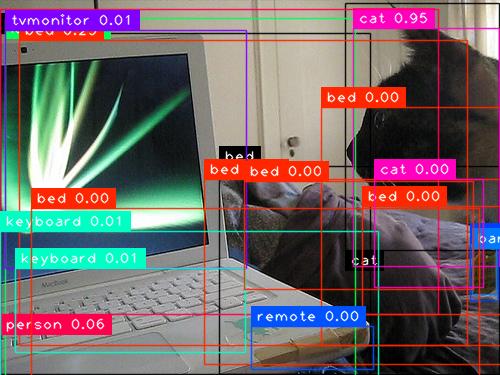 tvmonitor 0.01
cat 0.95
bed 0.29
bed 0.00
bed
bed
bed 0.00
cat 0.00
bed 0.00
bed 0.00
keyboard 0.01
keyboard 0.01
cat
MacBook
person 0.06
remote 0.00